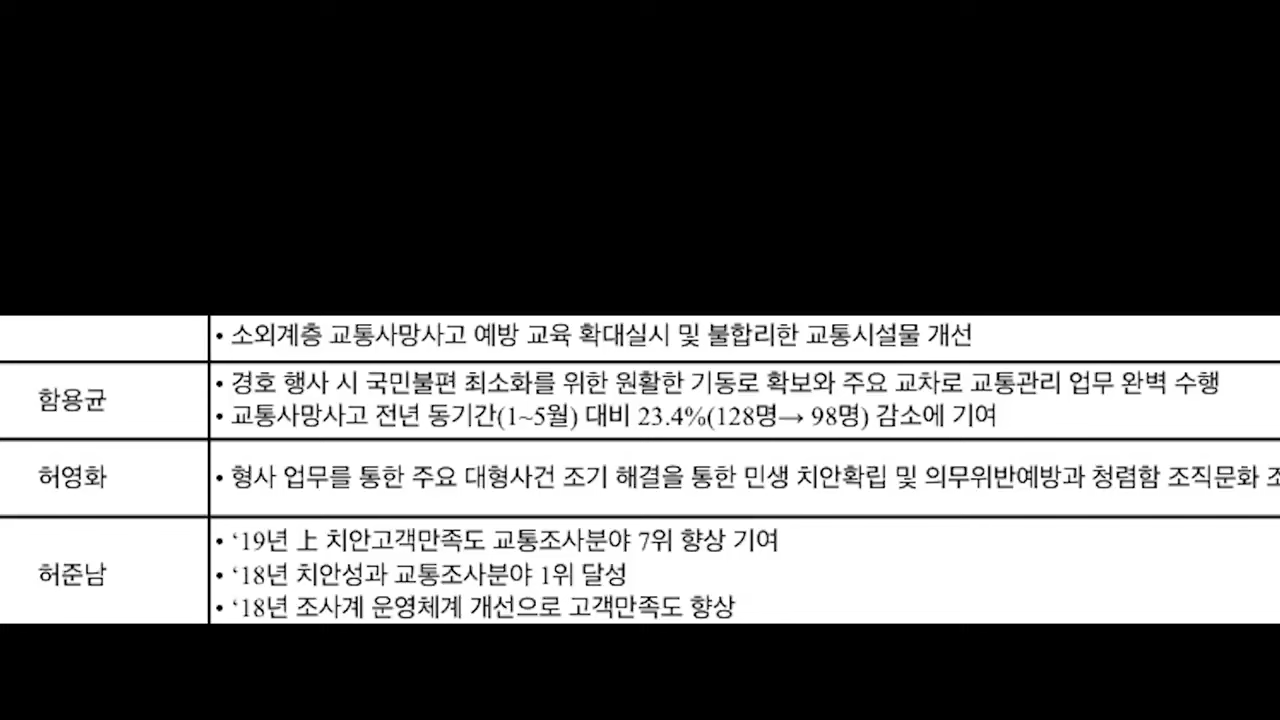 • 소외계층 교통사망사고 예방 교육 확대실시 및 불합리한 교통시설물 개선
함용균
• 경호 행사 시 국민불편 최소화를 위한 원활한 기동로 확보와 주요 교차로 교통관리 업무 완벽 수행
• 교통사망사고 전년 동기간(1~5월) 대비 23.4%(128명→ 98명) 감소에 기여
허영화
• 형사 업무를 통한 주요 대형사건 조기 해결을 통한 민생 치안확립 및 의무위반예방과 청렴함 조직문화
허준남
• ‘19년 上 치안고객만족도 교통조사분야 7위 향상 기여
• ‘18년 치안성과 교통조사분야 1위 달성
• ‘18년 조사계 운영체계 개선으로 고객만족도 향상